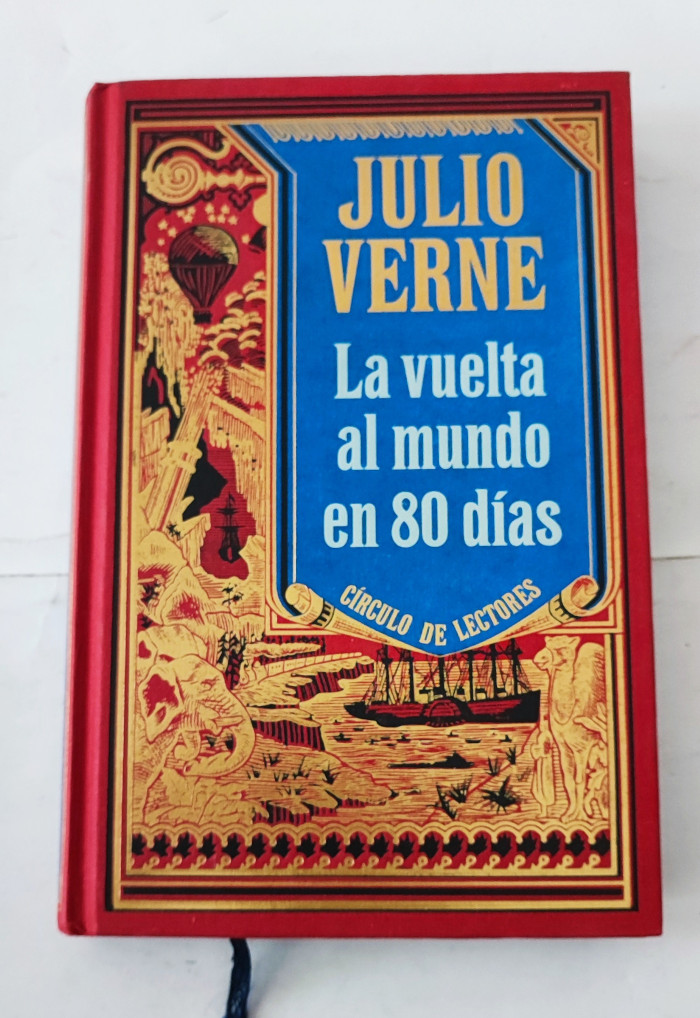 JULIO
VERNE
La vuelta
al mundo
en 80 días
CÍRCULO DE LECTORES